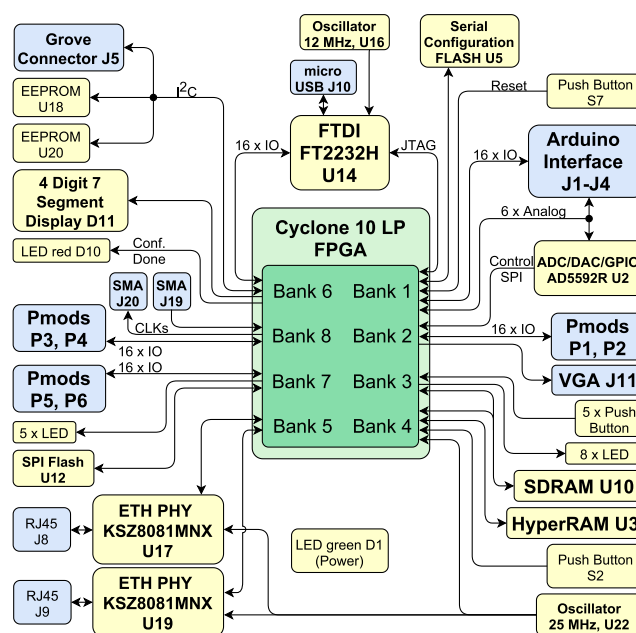 Grove
Connector J5
EEPROM
U18
EEPROM
U20
I2C
4 Digit 7
Segment
Display D11
LED red D10
Conf.
Done
SMA
J20
SMA
J19
CLKs
Pmods
P3, P4
16 x IO
16 x IO
Pmods
P5, P6
5 x LED
SPI Flash
U12
RJ45
J8
ETH PHY
KSZ8081MNX
U17
RJ45
J9
ETH PHY
KSZ8081MNX
U19
Oscillator
12 MHz, U16
micro
USB J10
16 x IO
FTDI
FT2232H
U14
JTAG
Cyclone 10 LP
FPGA
Bank 6
Bank 1
Bank 8
Bank 2
Bank 7
Bank 3
Bank 5
Bank 4
LED green D1
(Power)
Serial
Configuration
FLASH U5
Reset
Push Button
S7
16 x IO
Arduino
Interface
J1-J4
6 x Analog
Control
SPI
ADC/DAC/GPIO
AD5592R U2
16 x IO
Pmods
P1, P2
VGA J11
5 x Push
Button
8 x LED
SDRAM U10
HyperRAM U3
Push Button
S2
Oscillator
25 MHz, U22